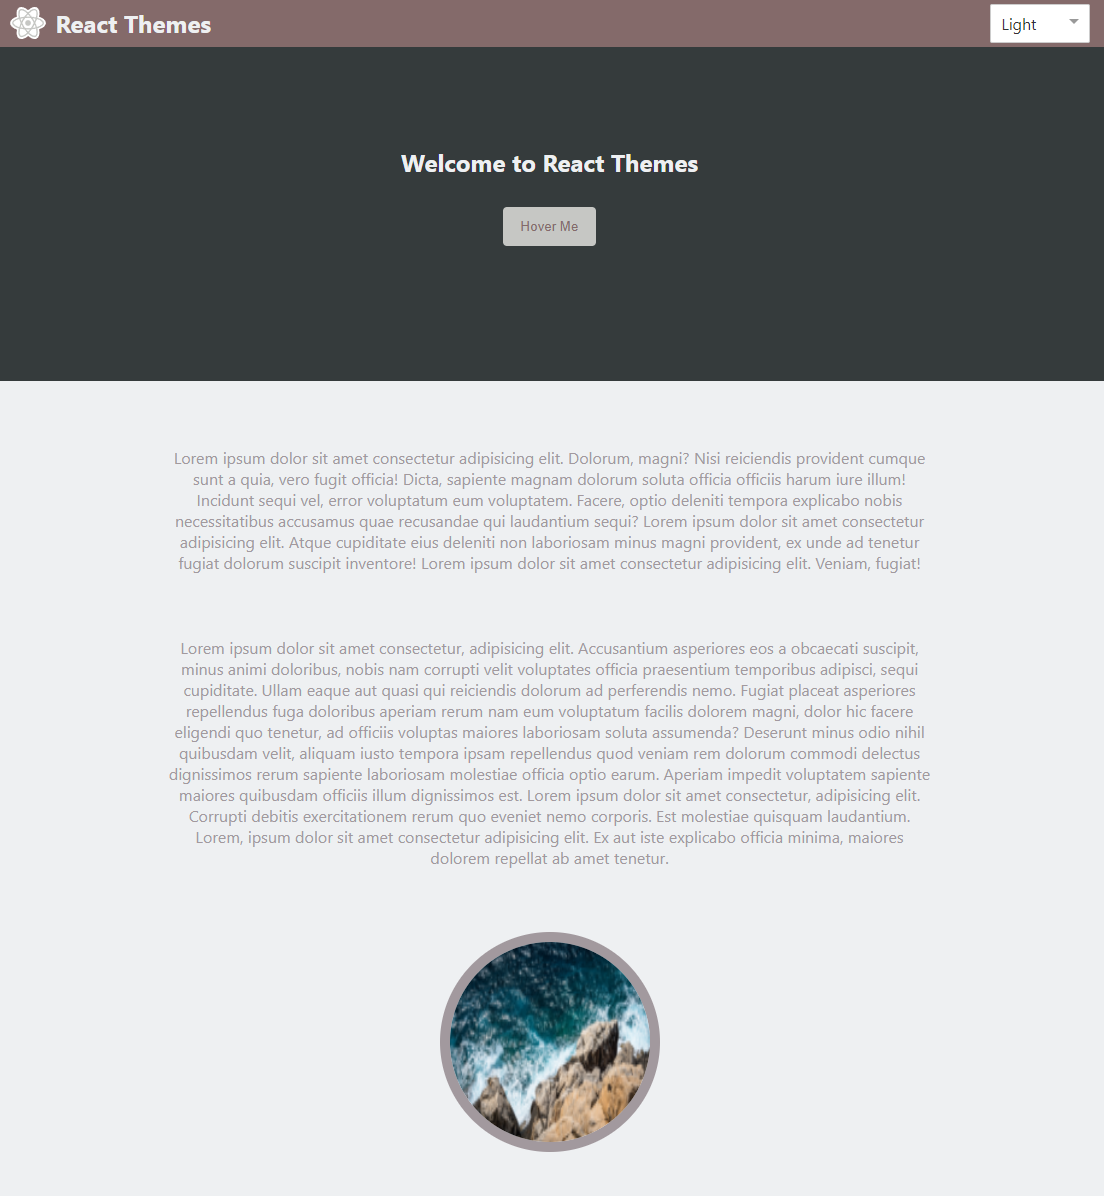 React Themes
Light
Welcome to React Themes
Hover Me
Lorem ipsum dolor sit amet consectetur adipisicing elit. Dolorum, magni? Nisi reiciendis provident cumque
sunt a quia, vero fugit officia! Dicta, sapiente magnam dolorum soluta officia officiis harum iure illum!
Incidunt sequi vel, error voluptatum eum voluptatem. Facere, optio deleniti tempora explicabo nobis
necessitatibus accusamus quae recusandae qui laudantium sequi? Lorem ipsum dolor sit amet consectetur
adipisicing elit. Atque cupiditate eius deleniti non laboriosam minus magni provident, ex unde ad tenetur
fugiat dolorum suscipit inventore! Lorem ipsum dolor sit amet consectetur adipisicing elit. Veniam, fugiat!
Lorem ipsum dolor sit amet consectetur, adipisicing elit. Accusantium asperiores eos a obcaecati suscipit,
minus animi doloribus, nobis nam corrupti velit voluptates officia praesentium temporibus adipisci, sequi
cupiditate. Ullam eaque aut quasi qui reiciendis dolorum ad perferendis nemo. Fugiat placeat asperiores
repellendus fuga doloribus aperiam rerum nam eum voluptatum facilis dolorem magni, dolor hic facere
eligendi quo tenetur, ad officiis voluptas maiores laboriosam soluta assumenda? Deserunt minus odio nihil
quibusdam velit, aliquam iusto tempora ipsam repellendus quod veniam rem dolorum commodi delectus
dignissimos rerum sapiente laboriosam molestiae officia optio earum. Aperiam impedit voluptatem sapiente
maiores quibusdam officiis illum dignissimos est. Lorem ipsum dolor sit amet consectetur, adipisicing elit.
Corrupti debitis exercitationem rerum quo eveniet nemo corporis. Est molestiae quisquam laudantium.
Lorem, ipsum dolor sit amet consectetur adipisicing elit. Ex aut iste explicabo officia minima, maiores
dolorem repellat ab amet tenetur.